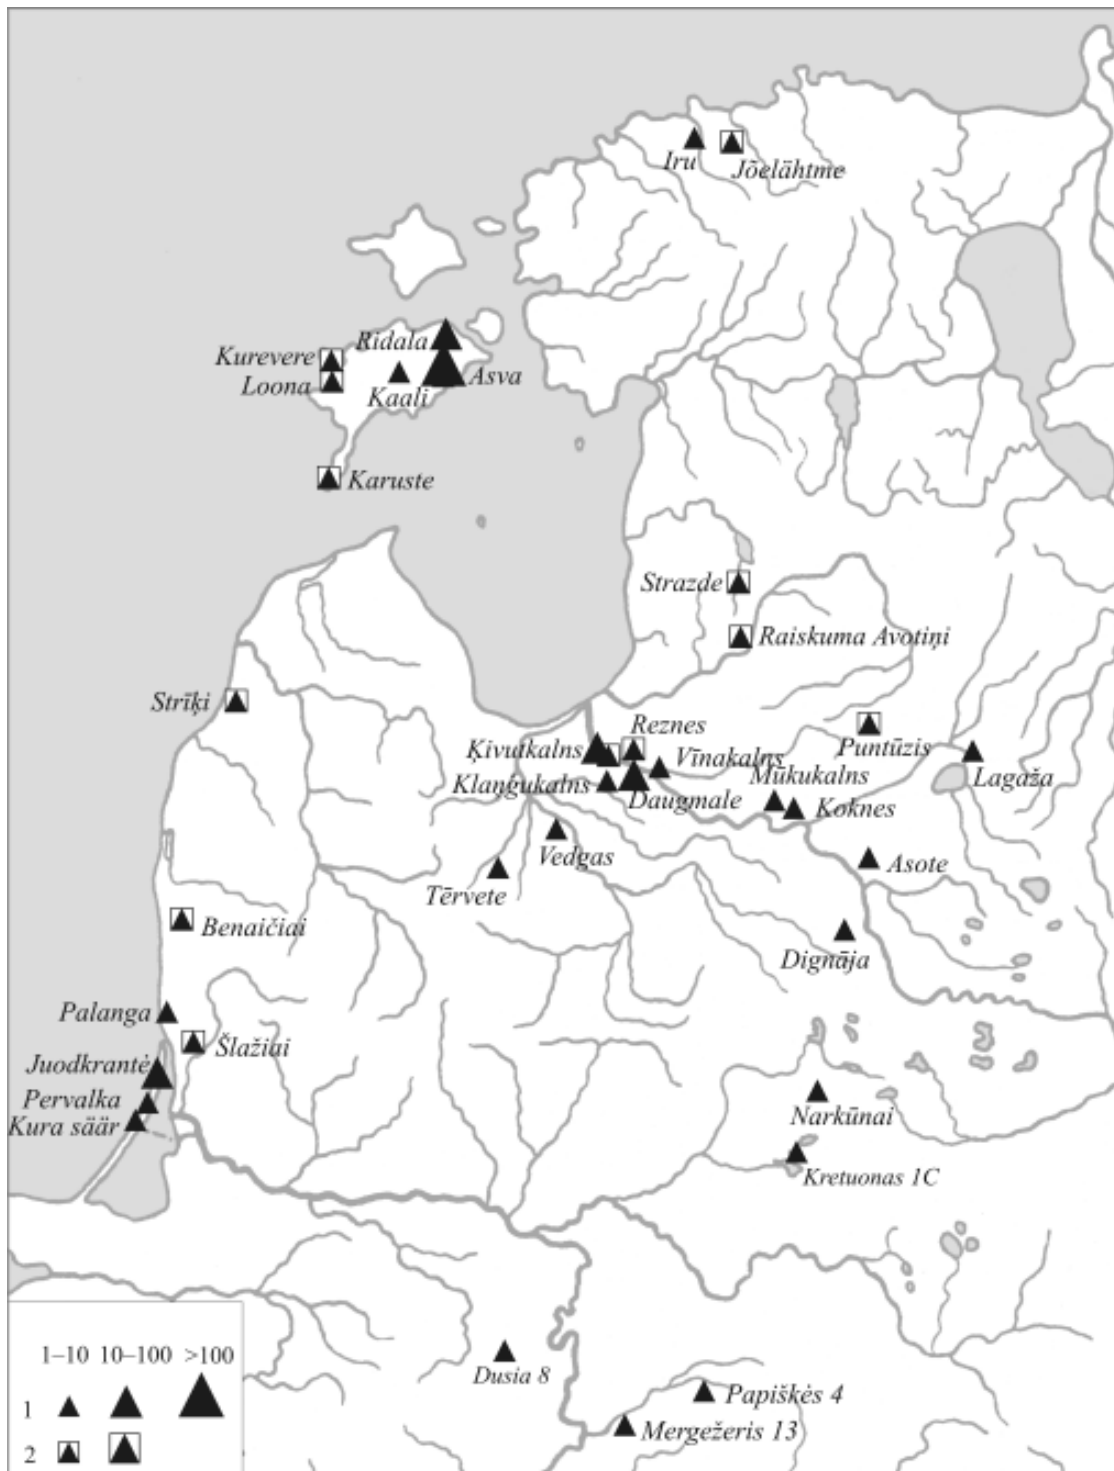 Iru
Jõelähtme
Ridala
Kurevere
Loona
Kaali
Asva
Karuste
Strazde
Raiskuma Avotiņi
Strīķi
Reznes
Ķivutkalns
Vīnakalns
Puntūzis
Lagaža
Klaņģukalns
Mūkukalns
Daugmale
Koknes
Vedgas
Asote
Tērvete
Benaičiai
Dignāja
Palanga
Šlažiai
Juodkrantė
Pervalka
Kura säär
Narkūnai
Kretuonas 1C
Dusia 8
Papiškės 4
Mergežeris 13
1–10 10–100 >100
1
2